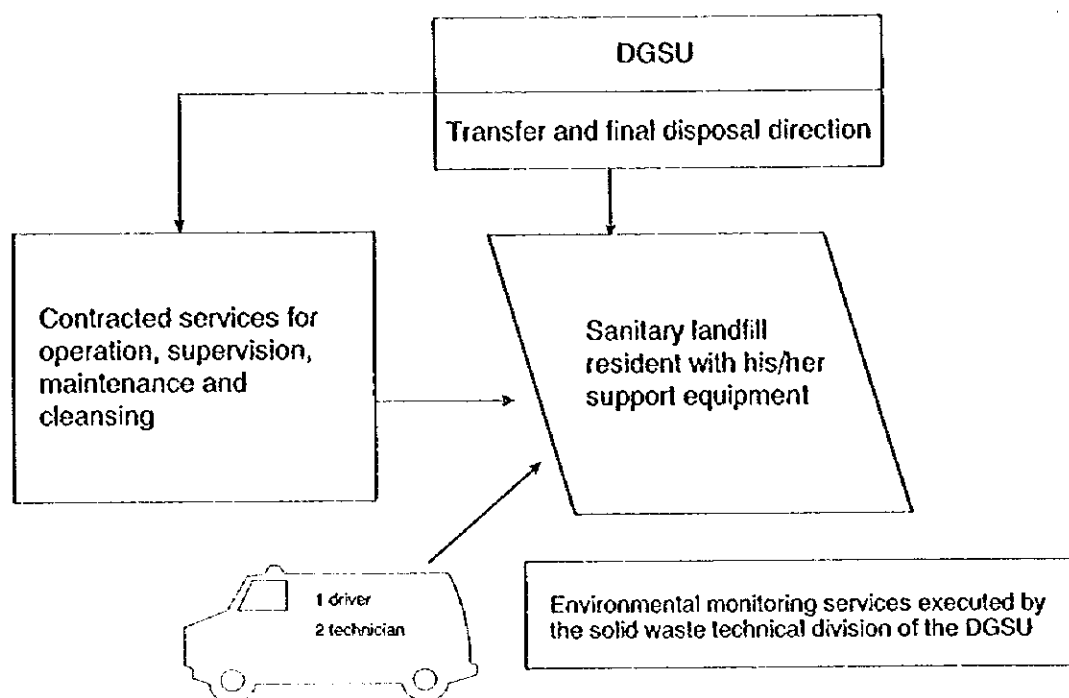 DGSU
Transfer and final disposal direction
Contracted services for
operation, supervision,
maintenance and
cleansing
Sanitary landfill
resident with his/her
support equipment
1 driver
2 technician
Environmental monitoring services executed by
the solid waste technical division of the DGSU